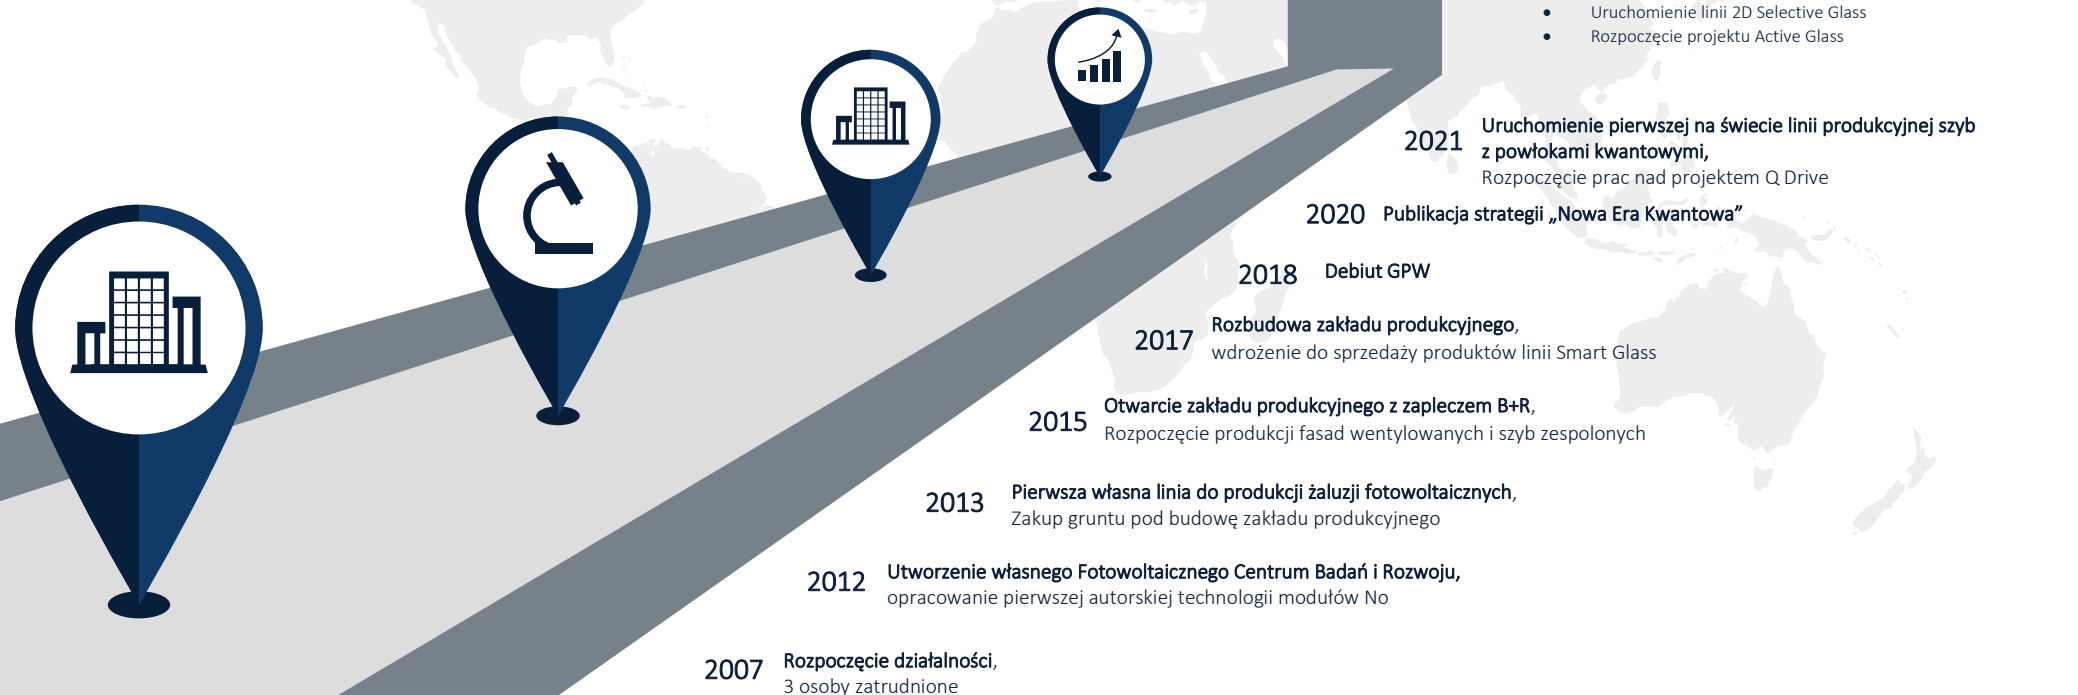 • Uruchomienie linii 2D Selective Glass
• Rozpoczęcie projektu Active Glass
2021 Uruchomienie pierwszej na świecie linii produkcyjnej szyb
z powłokami kwantowymi,
Rozpoczęcie prac nad projektem Q Drive
2020 Publikacja strategii „Nowa Era Kwantowa”
2018 Debiut GPW
2017 Rozbudowa zakładu produkcyjnego,
wdrożenie do sprzedaży produktów linii Smart Glass
2015 Otwarcie zakładu produkcyjnego z zapleczem B+R,
Rozpoczęcie produkcji fasad wentylowanych i szyb zespolonych
2013 Pierwsza własna linia do produkcji żaluzji fotowoltaicznych,
Zakup gruntu pod budowę zakładu produkcyjnego
2012 Utworzenie własnego Fotowoltaicznego Centrum Badań i Rozwoju,
opracowanie pierwszej autorskiej technologii modułów No
2007 Rozpoczęcie działalności,
3 osoby zatrudnione